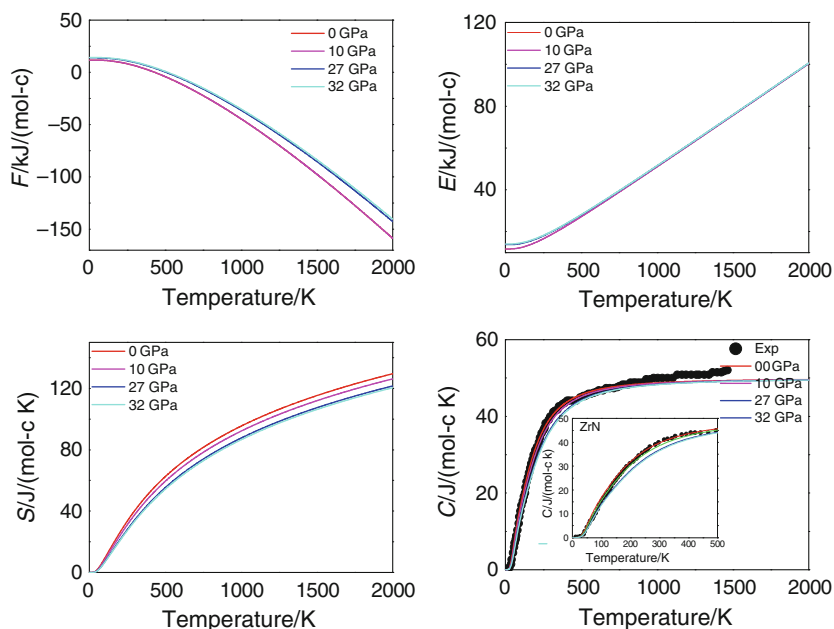 50
0
−50
−100
−150
F/kJ/(mol-c)
0 GPa
10 GPa
27 GPa
32 GPa
0 500 1000 1500 2000
Temperature/K
120
80
40
E/kJ/(mol-c)
0 GPa
10 GPa
27 GPa
32 GPa
0 500 1000 1500 2000
Temperature/K
120
80
40
0
S/J/(mol-c K)
0 GPa
10 GPa
27 GPa
32 GPa
0 500 1000 1500 2000
Temperature/K
60
40
20
0
C/J/(mol-c K)
Exp
00GPa
10 GPa
27 GPa
32 GPa
ZrN
50
40
30
20
10
0
C/J/(mol-c k)
0 100 200 300 400 500
Temperature/K
0 500 1000 1500 2000
Temperature/K